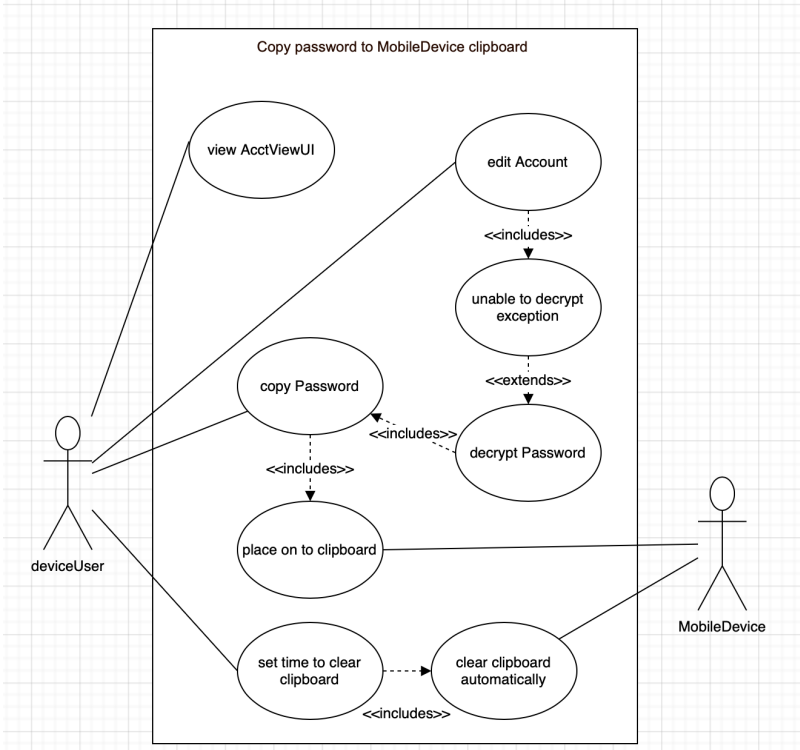 Copy password to MobileDevice clipboard
view AcctViewUI
edit Account
<<includes>>
unable to decrypt
exception
<<extends>>
copy Password
<<includes>>
decrypt Password
<<includes>>
place on to clipboard
deviceUser
MobileDevice
set time to clear
clipboard
clear clipboard
automatically
<<includes>>